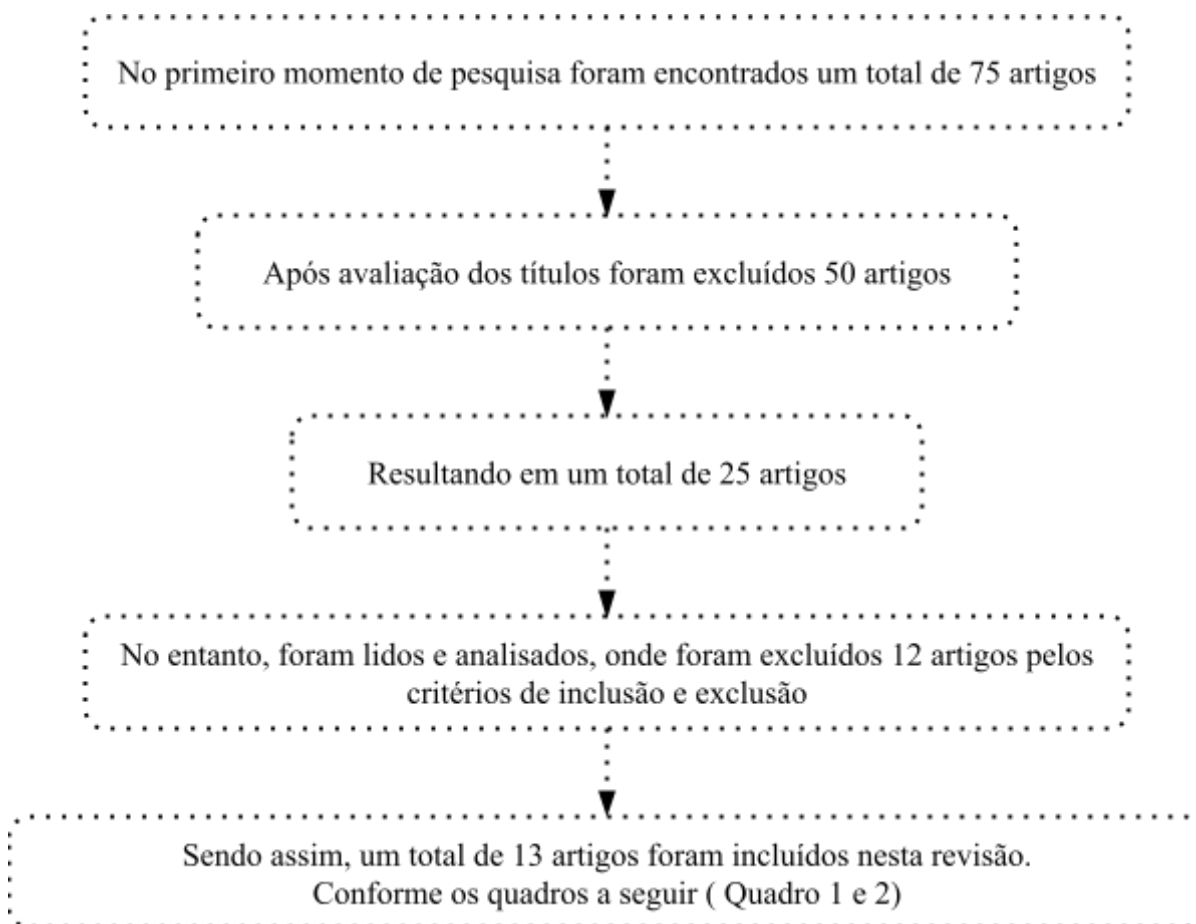 No primeiro momento de pesquisa foram encontrados um total de 75 artigos
Após avaliação dos títulos foram excluídos 50 artigos
Resultando em um total de 25 artigos
No entanto, foram lidos e analisados, onde foram excluídos 12 artigos pelos
critérios de inclusão e exclusão
Sendo assim, um total de 13 artigos foram incluídos nesta revisão.
Conforme os quadros a seguir ( Quadro 1 e 2)